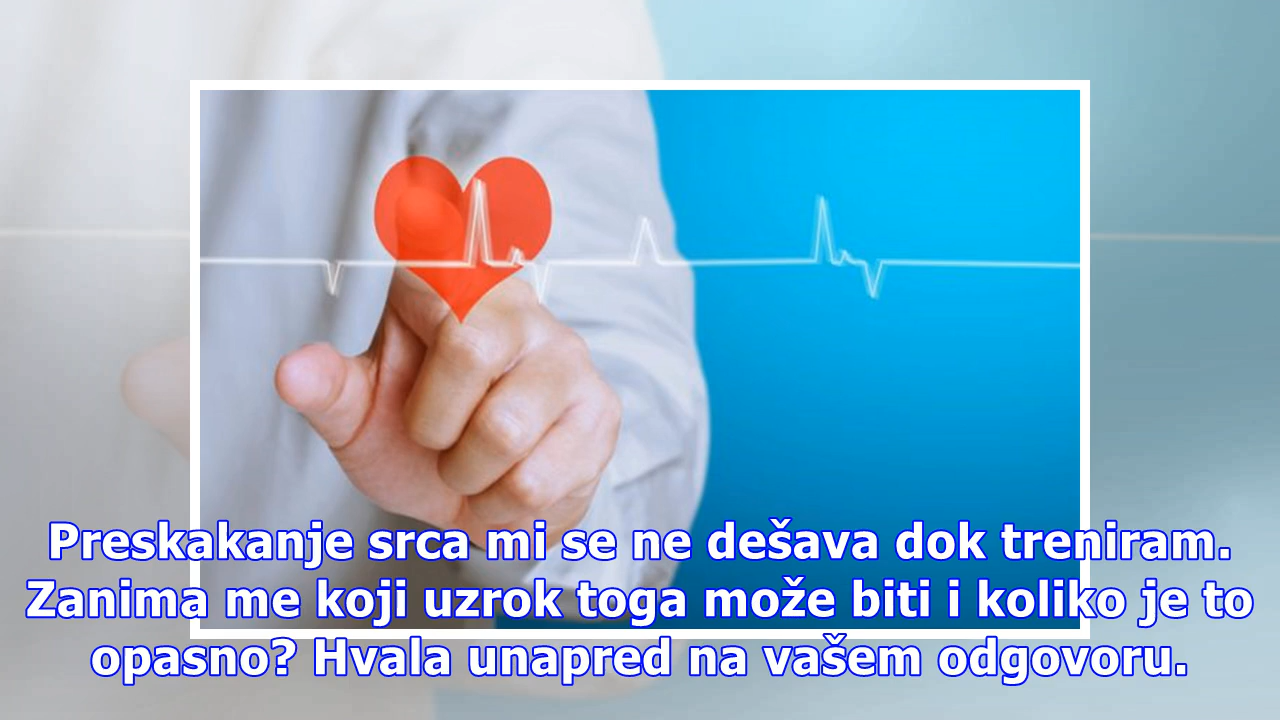 Preskakanje srca mi se ne dešava dok treniram.
Zanima me koji uzrok toga može biti i koliko je to
opasno? Hvala unapred na vašem odgovoru.